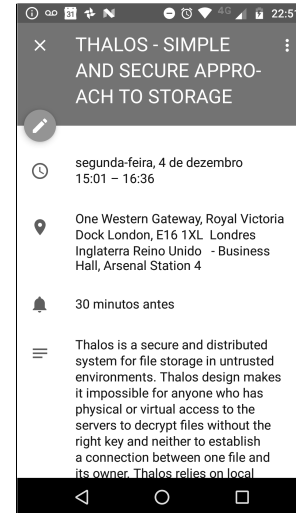 31
4G
22:51
THALOS - SIMPLE
AND SECURE APPRO-
ACH TO STORAGE
segunda-feira, 4 de dezembro
15:01 – 16:36
One Western Gateway, Royal Victoria
Dock London, E16 1XL Londres
Inglaterra Reino Unido - Business
Hall, Arsenal Station 4
30 minutos antes
Thalos is a secure and distributed
system for file storage in untrusted
environments. Thalos design makes
it impossible for anyone who has
physical or virtual access to the
servers to decrypt files without the
right key and neither to establish
a connection between one file and
its owner. Thalos relies on local